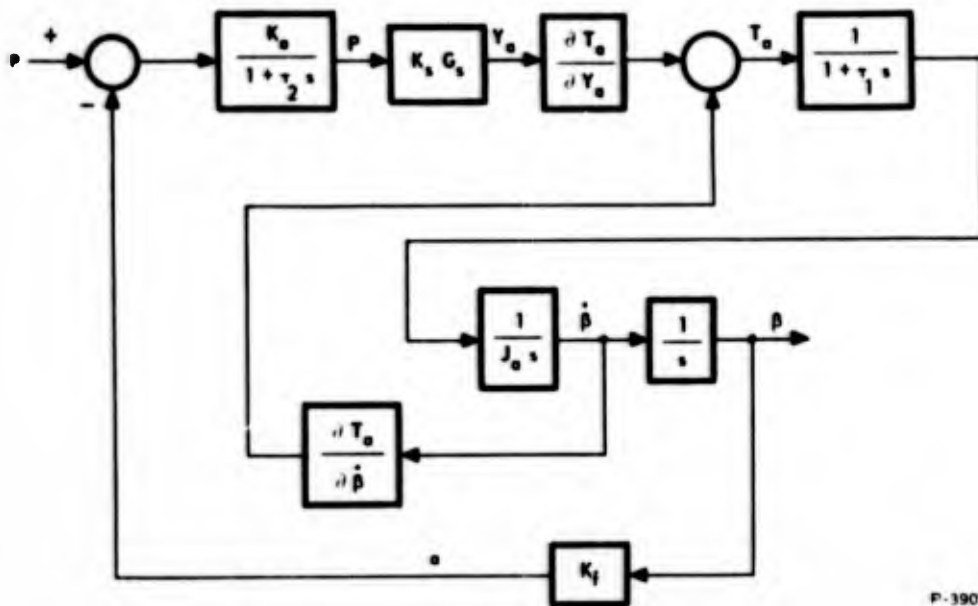 +
P
-
K_a
1 + τ_2 s
P
K_s G_s
Y_a
∂ T_a
∂ Y_a
T_a
1
1 + τ_1 s
1
J_a s
β̇
1
s
β
∂ T_a
∂ β̇
a
K_f
P-390